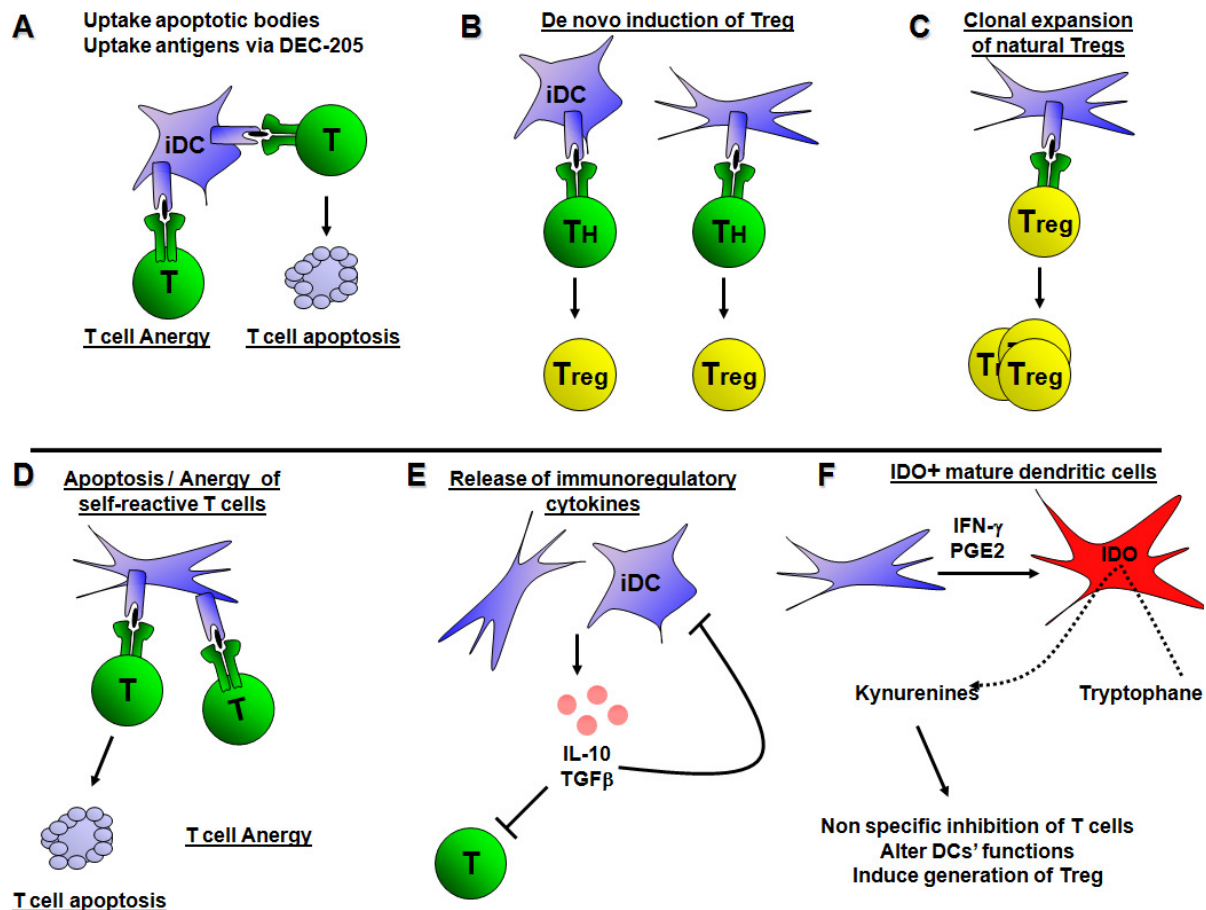 A
Uptake apoptotic bodies
Uptake antigens via DEC-205
iDC
T
T
T cell Anergy
T cell apoptosis
B
De novo induction of Treg
iDC
TH
TH
Treg
Treg
C
Clonal expansion
of natural Tregs
Treg
Treg
D
Apoptosis / Anergy of
self-reactive T cells
T
T
T cell Anergy
T cell apoptosis
E
Release of immunoregulatory
cytokines
iDC
IL-10
TGFβ
T
F
IDO+ mature dendritic cells
IFN-γ
PGE2
IDO
Kynurenines
Tryptophane
Non specific inhibition of T cells
Alter DCs' functions
Induce generation of Treg